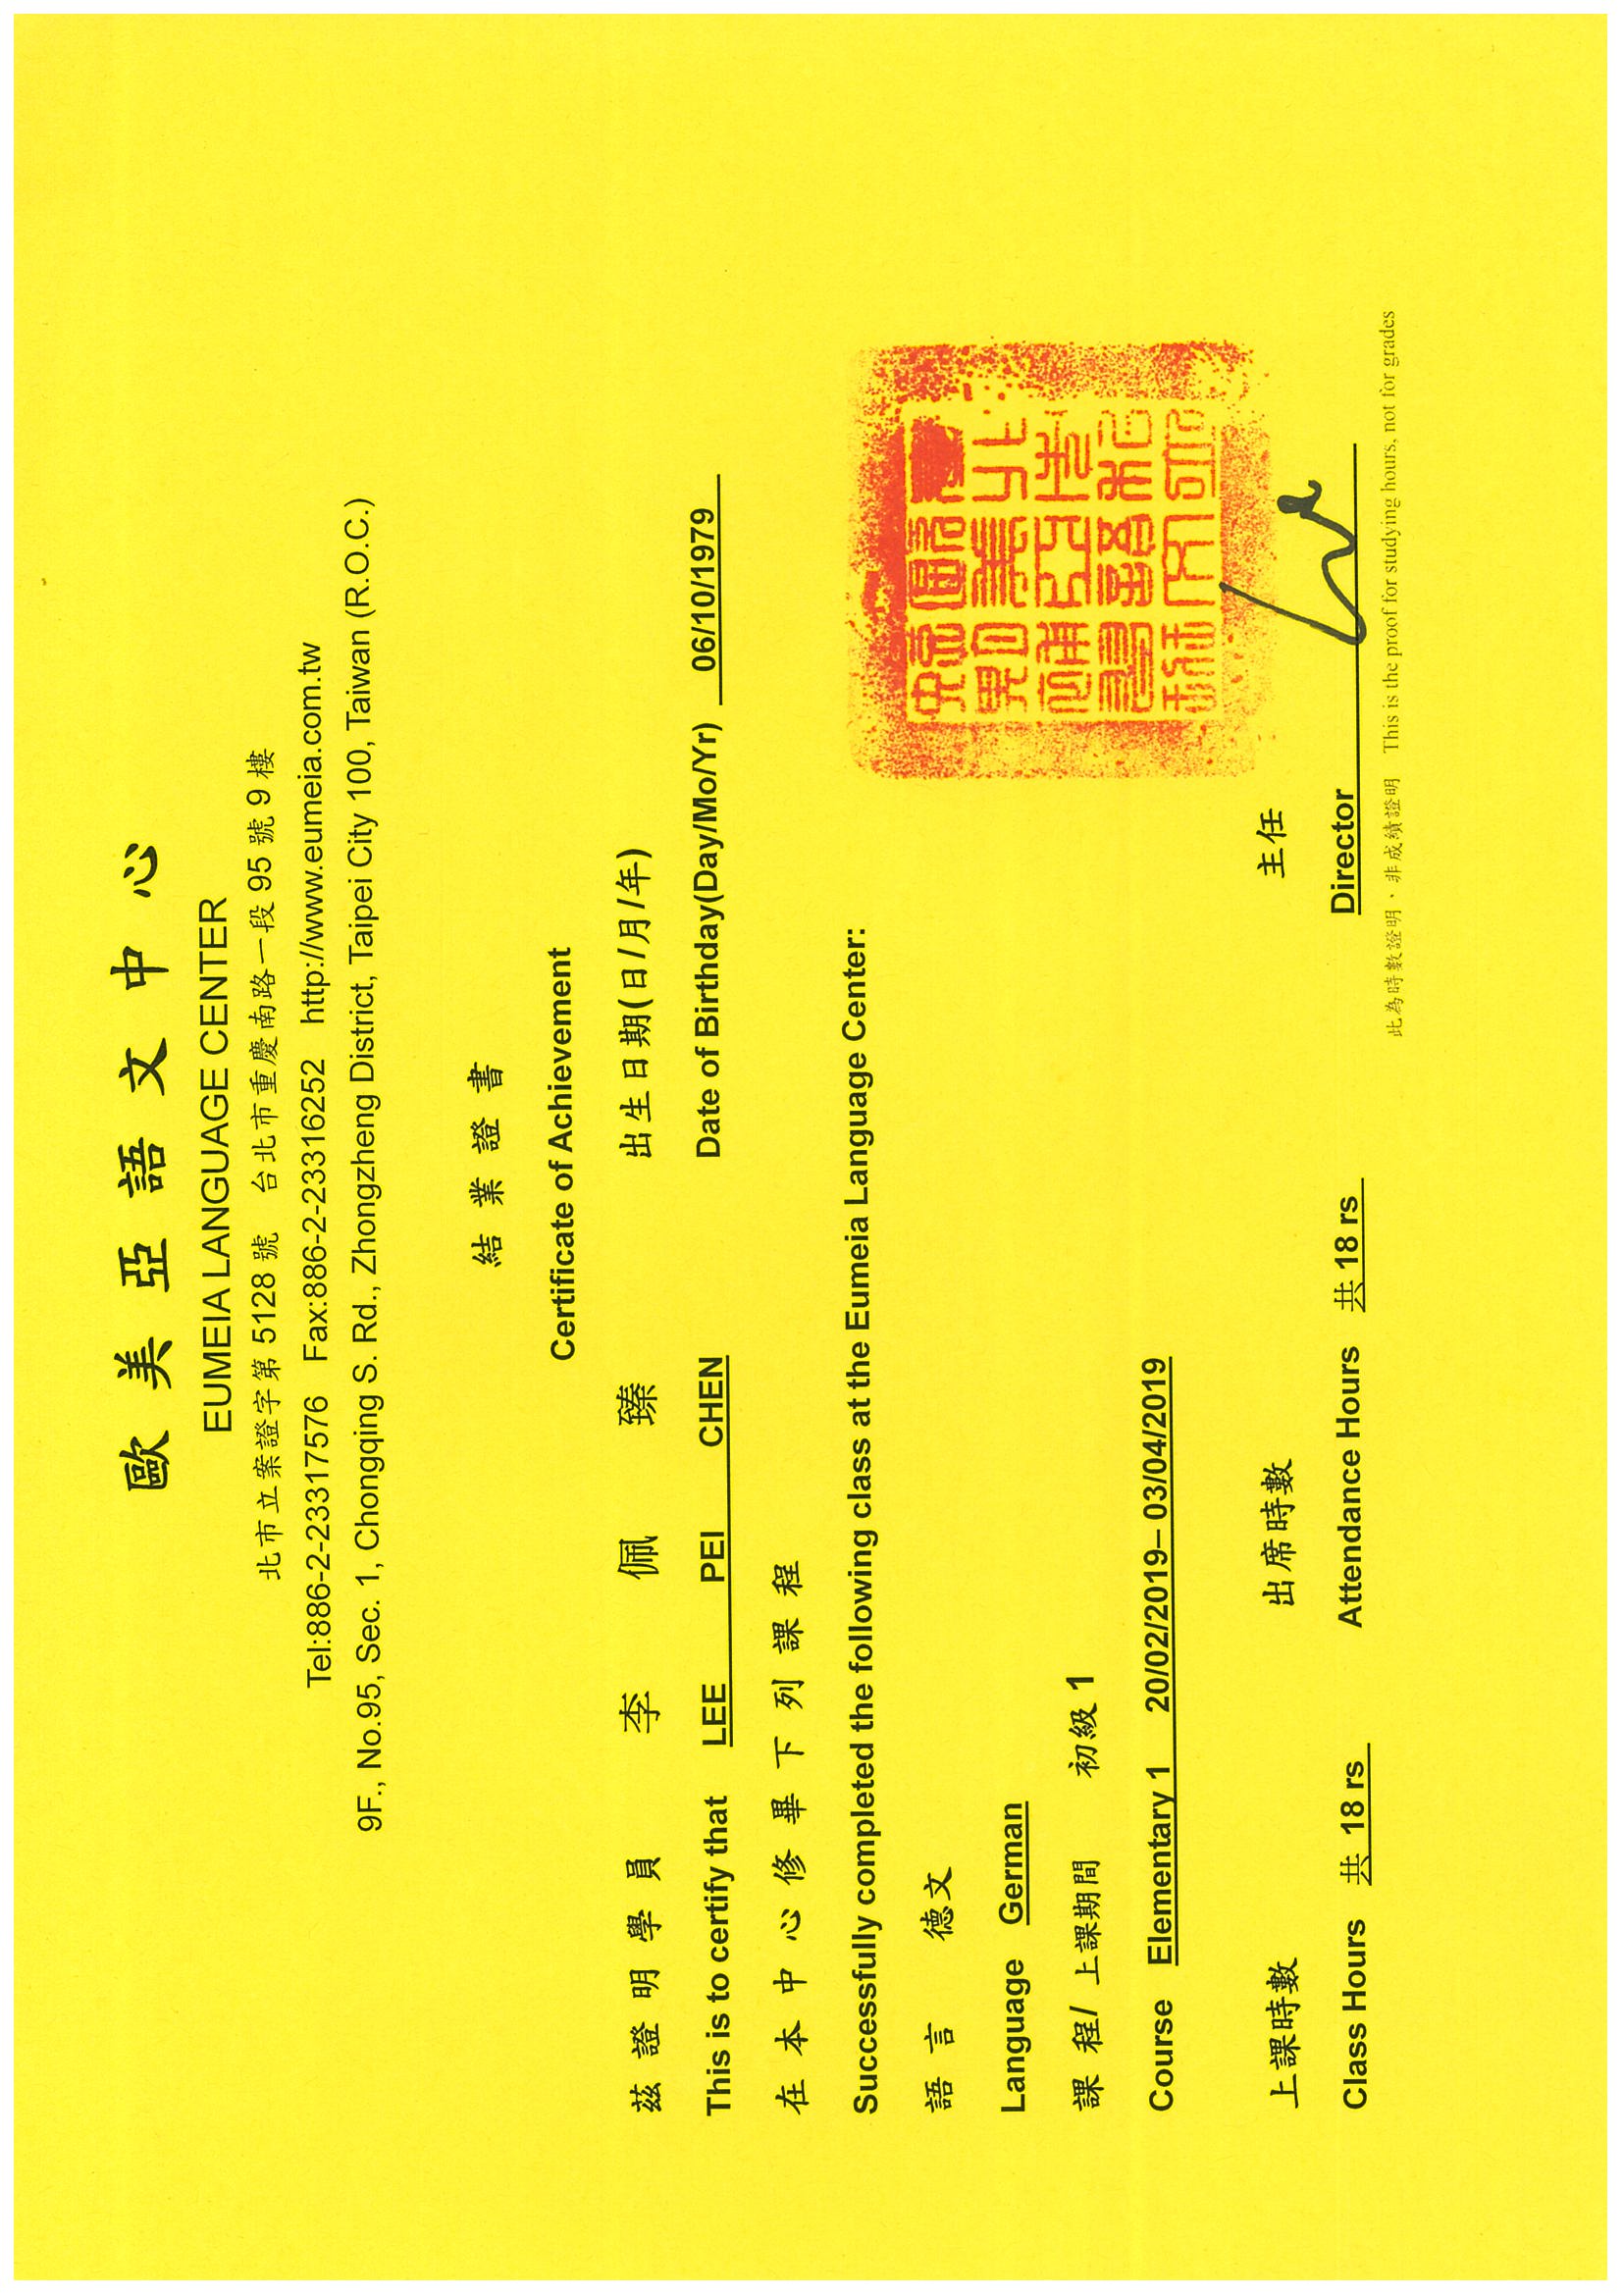 歐美亞語文中心
EUMEIA LANGUAGE CENTER
北市立案證字第 5128 號 台北市重慶南路一段 95 號 9 樓
Tel:886-2-23317576 Fax:886-2-23316252 http://www.eumeia.com.tw
9F., No.95, Sec. 1, Chongqing S. Rd., Zhongzheng District, Taipei City 100, Taiwan (R.O.C.)
結業證書
Certificate of Achievement
茲證明學員 李 佩 臻 出生日期(日/月/年)
This is to certify that LEE PEI CHEN Date of Birthday(Day/Mo/Yr) 06/10/1979
在本中心修畢下列課程
Successfully completed the following class at the Eumeia Language Center:
語言 德文
Language German
課程/上課期間 初級 1
Course Elementary 1 20/02/2019– 03/04/2019
上課時數 出席時數 主任
Class Hours 共 18 rs Attendance Hours 共 18 rs Director
此為時數證明，非成績證明 This is the proof for studying hours, not for grades